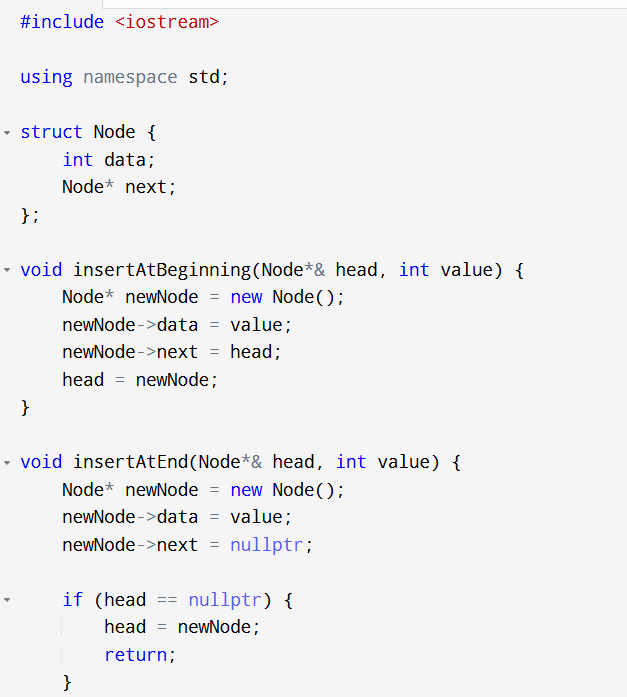 #include <iostream>
using namespace std;
struct Node {
    int data;
    Node* next;
};
void insertAtBeginning(Node*& head, int value) {
    Node* newNode = new Node();
    newNode->data = value;
    newNode->next = head;
    head = newNode;
}
void insertAtEnd(Node*& head, int value) {
    Node* newNode = new Node();
    newNode->data = value;
    newNode->next = nullptr;
    if (head == nullptr) {
        head = newNode;
        return;
    }